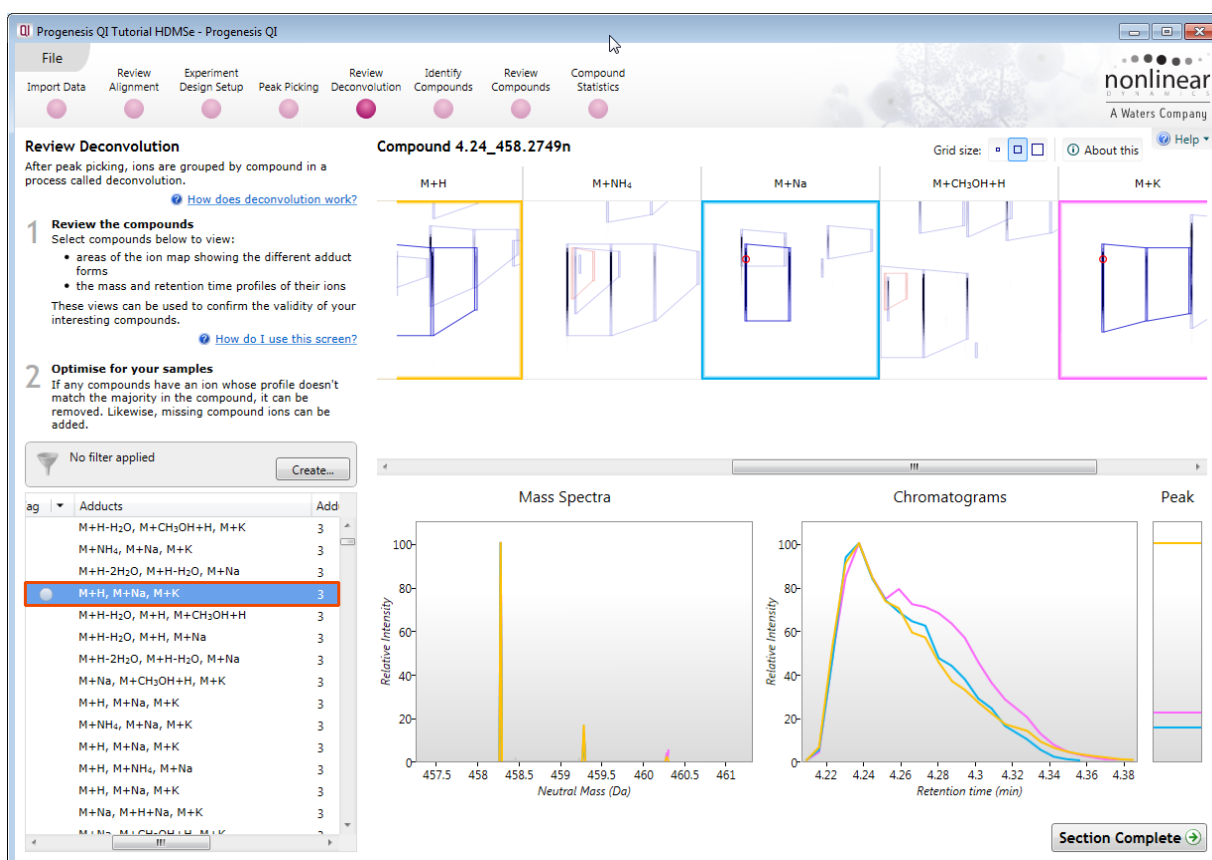 Progenesis QI Tutorial HDMSe - Progenesis QI
File
Import Data
Review Alignment
Experiment Design Setup
Peak Picking
Review Deconvolution
Identify Compounds
Review Compounds
Compound Statistics
nonlinear
DYNAMICS
A Waters Company
Review Deconvolution
After peak picking, ions are grouped by compound in a
process called deconvolution.
How does deconvolution work?
1 Review the compounds
Select compounds below to view:
• areas of the ion map showing the different adduct
forms
• the mass and retention time profiles of their ions
These views can be used to confirm the validity of your
interesting compounds.
How do I use this screen?
2 Optimise for your samples
If any compounds have an ion whose profile doesn't
match the majority in the compound, it can be
removed. Likewise, missing compound ions can be
added.
No filter applied
Create...
ag Adducts Addu
M+H-H₂O, M+CH₃OH+H, M+K 3
M+NH₄, M+Na, M+K 3
M+H-2H₂O, M+H-H₂O, M+Na 3
M+H, M+Na, M+K 3
M+H-H₂O, M+H, M+CH₃OH+H 3
M+H-H₂O, M+H, M+Na 3
M+H-2H₂O, M+H-H₂O, M+Na 3
M+Na, M+CH₃OH+H, M+K 3
M+H, M+Na, M+K 3
M+NH₄, M+Na, M+K 3
M+H, M+Na, M+K 3
M+H, M+NH₄, M+Na 3
M+H, M+Na, M+K 3
M+Na, M+H+Na, M+K 3
M+Na, M+CH₃OH+H, M+K 3
Compound 4.24_458.2749n
Grid size:
About this
Help
M+H M+NH₄ M+Na M+CH₃OH+H M+K
Mass Spectra
100
80
60
40
20
0
Relative Intensity
457.5 458 458.5 459 459.5 460 460.5 461
Neutral Mass (Da)
Chromatograms
100
80
60
40
20
0
Relative Intensity
4.22 4.24 4.26 4.28 4.3 4.32 4.34 4.36 4.38
Retention time (min)
Peak
Section Complete